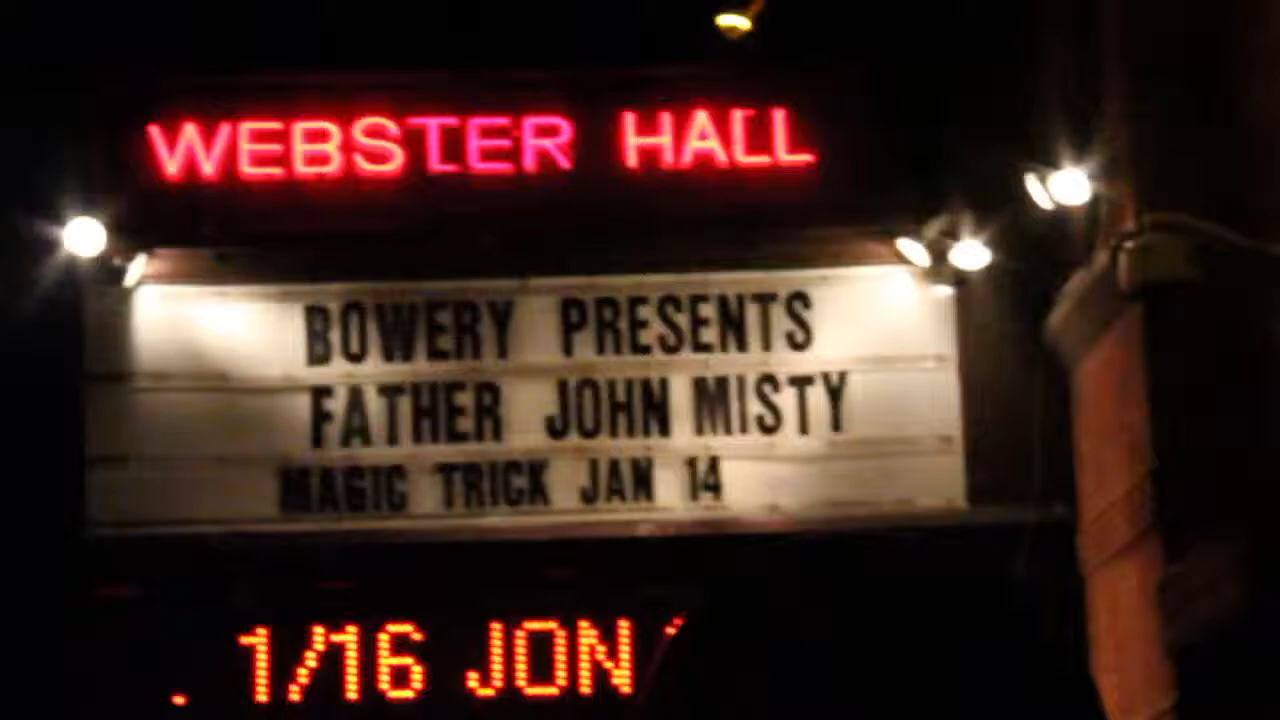 WEBSTER HALL
BOWERY PRESENTS
FATHER JOHN MISTY
MAGIC TRICK JAN 14
1/16 JON